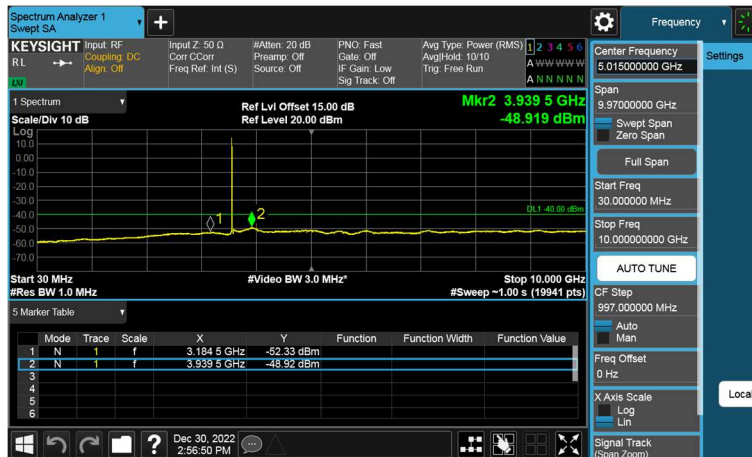 Spectrum Analyzer 1
Swept SA
Frequency
KEYSIGHT
RL
LXI
Input: RF
Coupling: DC
Align: Off
Input Z: 50 Ω
Corr CCorr
Freq Ref: Int (S)
#Atten: 20 dB
Preamp: Off
Source: Off
PNO: Fast
Gate: Off
IF Gain: Low
Sig Track: Off
Avg Type: Power (RMS)
Avg|Hold: 10/10
Trig: Free Run
1 2 3 4 5 6
A W W W W W
A N N N N N
1 Spectrum
Scale/Div 10 dB
Ref Lvl Offset 15.00 dB
Ref Level 20.00 dBm
Mkr2 3.939 5 GHz
-48.919 dBm
Log
10.0
0.00
-10.0
-20.0
-30.0
-40.0
-50.0
-60.0
-70.0
1
2
DL1 -40.00 dBm
Start 30 MHz
#Res BW 1.0 MHz
#Video BW 3.0 MHz*
Stop 10.000 GHz
#Sweep ~1.00 s (19941 pts)
5 Marker Table
Mode Trace Scale X Y Function Function Width Function Value
1 N 1 f 3.184 5 GHz -52.33 dBm
2 N 1 f 3.939 5 GHz -48.92 dBm
3
4
5
6
?
Dec 30, 2022
2:56:50 PM
Center Frequency
5.015000000 GHz
Settings
Span
9.97000000 GHz
Swept Span
Zero Span
Full Span
Start Freq
30.000000 MHz
Stop Freq
10.000000000 GHz
AUTO TUNE
CF Step
997.000000 MHz
Auto
Man
Freq Offset
0 Hz
X Axis Scale
Log
Lin
Local
Signal Track
(Span Zoom)